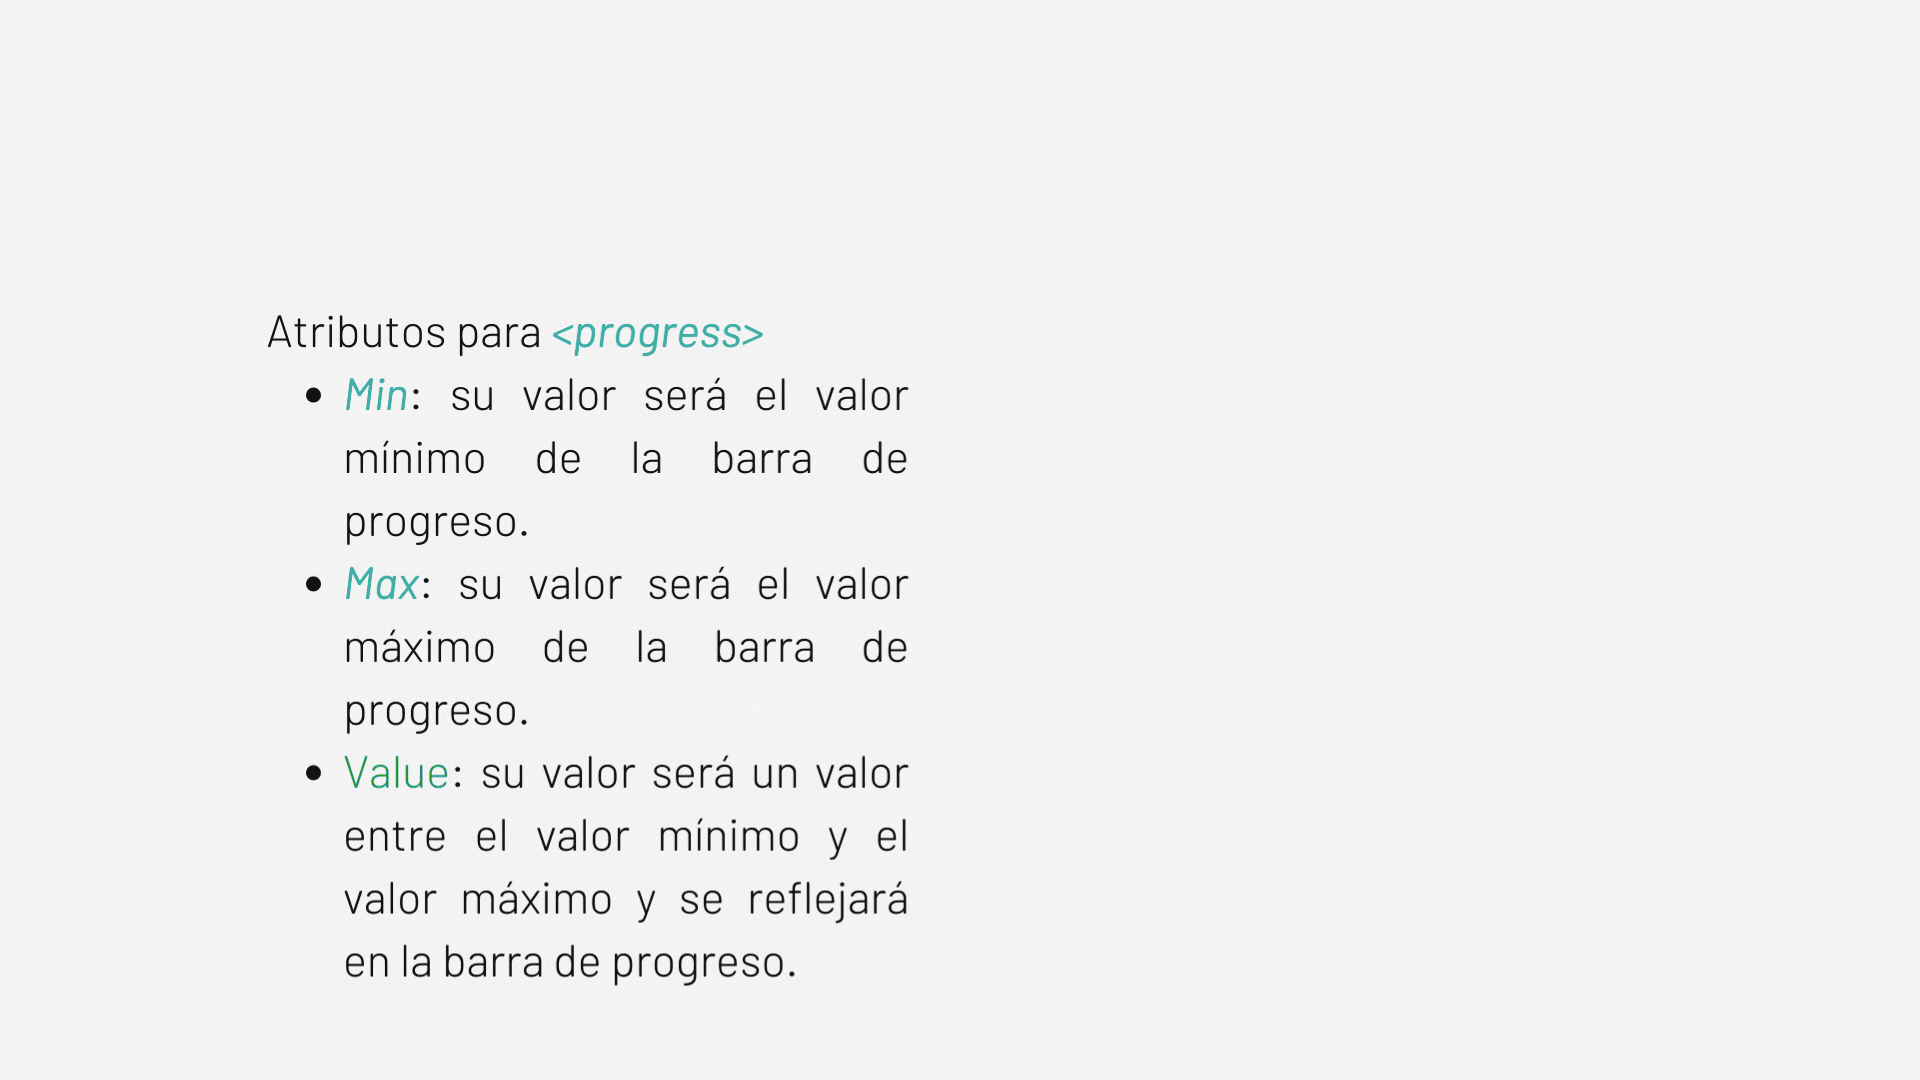 Atributos para <progress>
• Min: su valor será el valor
mínimo de la barra de
progreso.
• Max: su valor será el valor
máximo de la barra de
progreso.
• Value: su valor será un valor
entre el valor mínimo y el
valor máximo y se reflejará
en la barra de progreso.